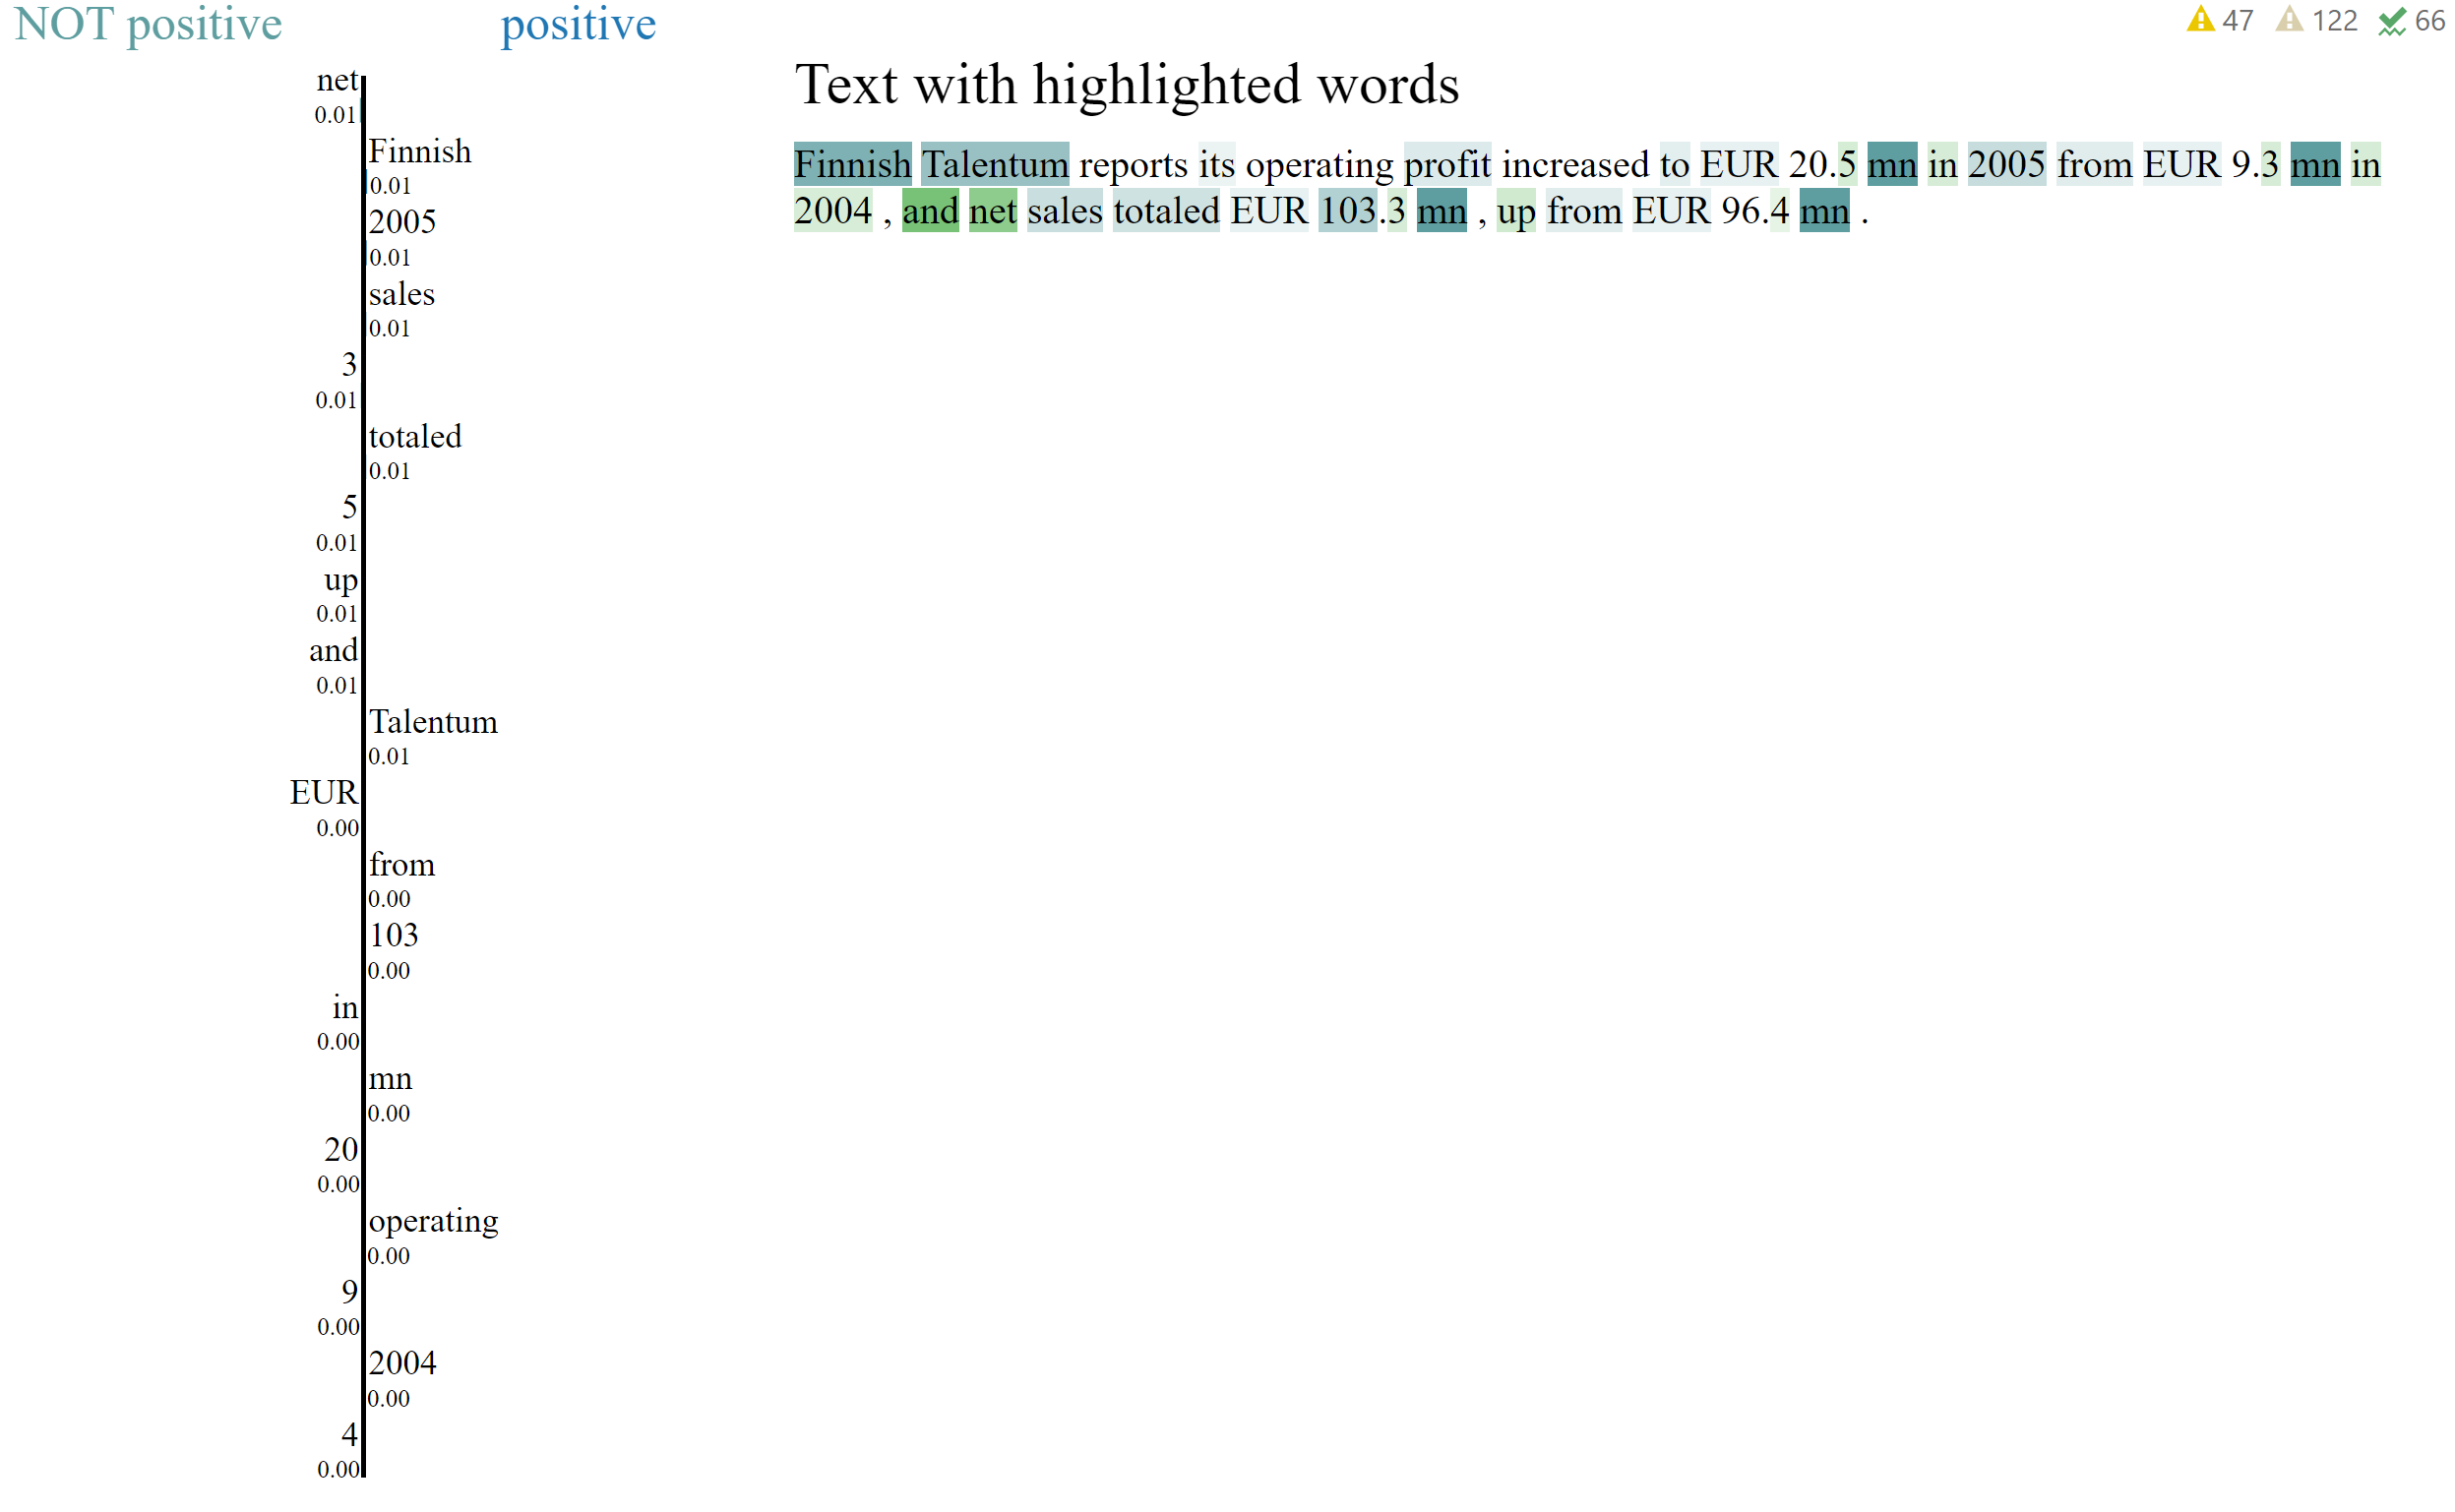 NOT positive positive
47 122 66
net
0.01
Finnish
0.01
2005
0.01
sales
0.01
3
0.01
totaled
0.01
5
0.01
up
0.01
and
0.01
Talentum
0.01
EUR
0.00
from
0.00
103
0.00
in
0.00
mn
0.00
20
0.00
operating
0.00
9
0.00
2004
0.00
4
0.00
Text with highlighted words
Finnish Talentum reports its operating profit increased to EUR 20.5 mn in 2005 from EUR 9.3 mn in
2004 , and net sales totaled EUR 103.3 mn , up from EUR 96.4 mn .